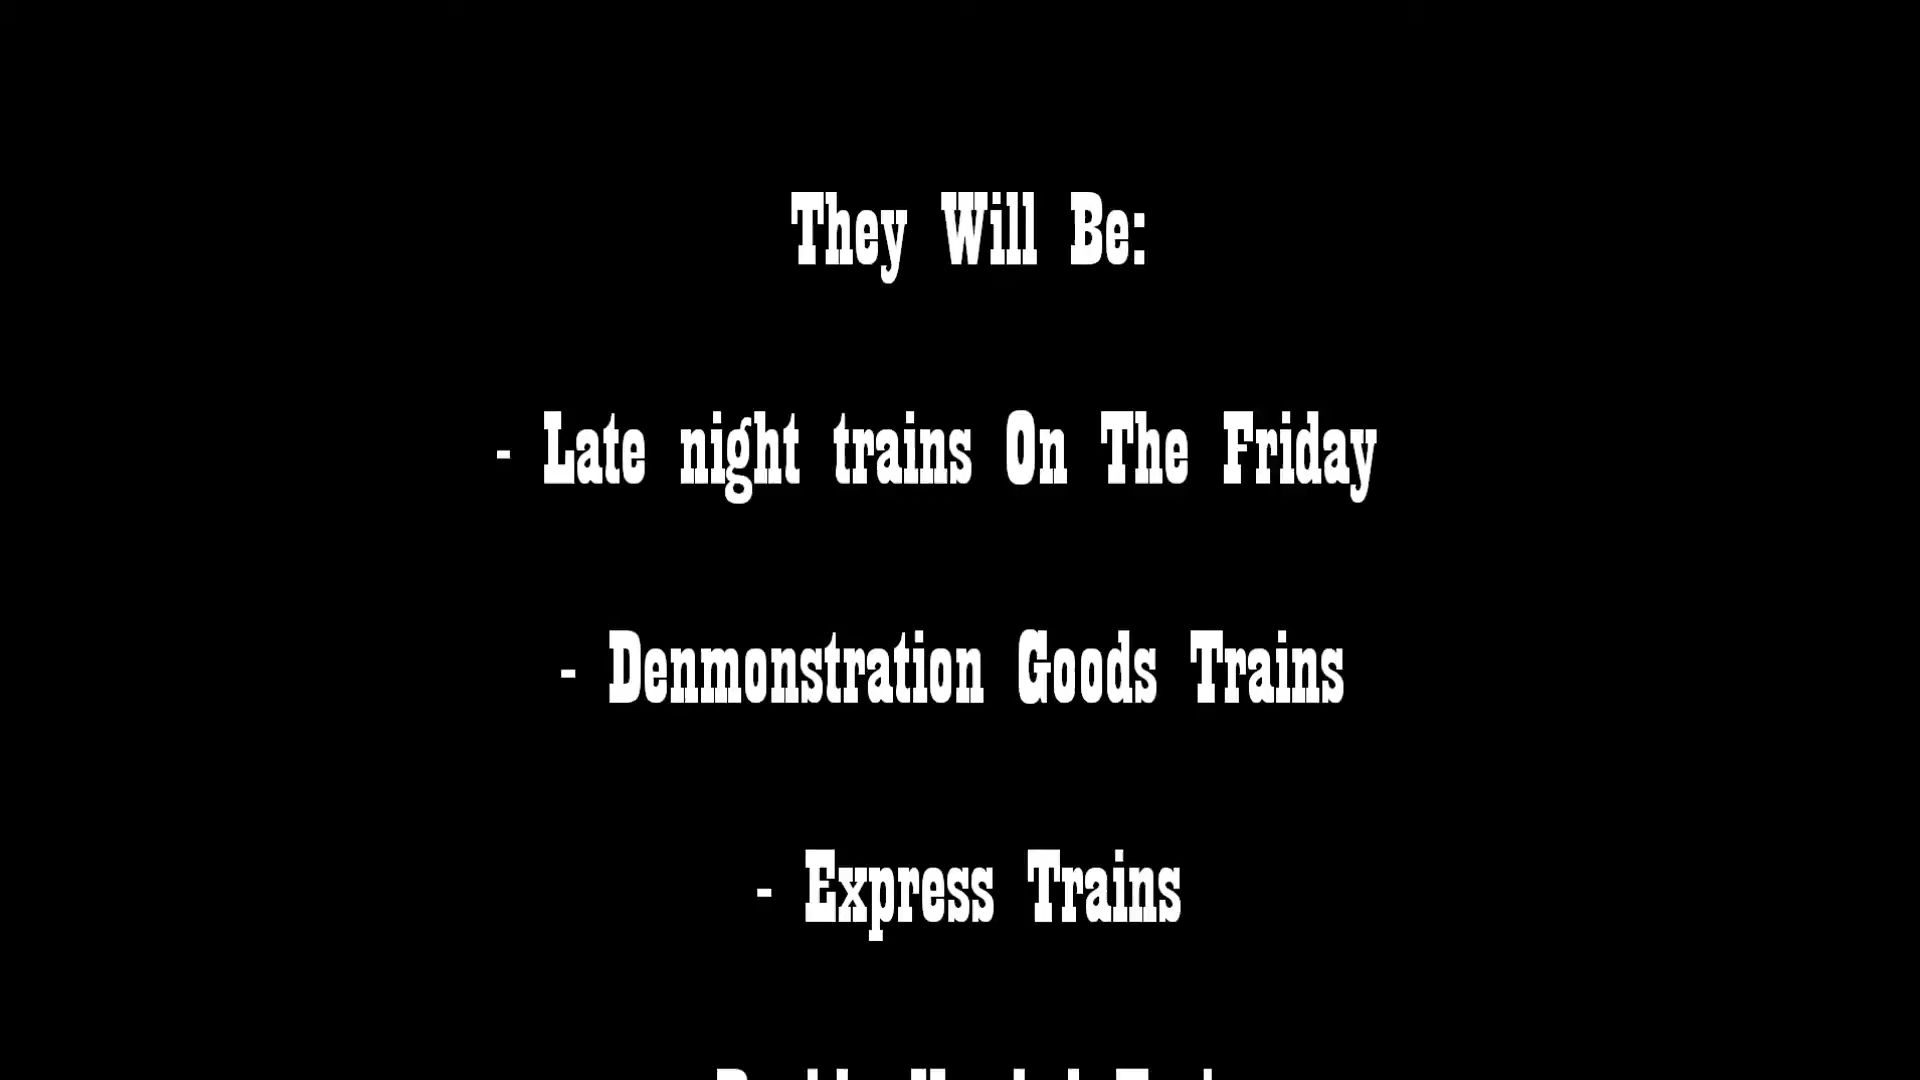 They Will Be:
- Late night trains On The Friday
- Denmonstration Goods Trains
- Express Trains